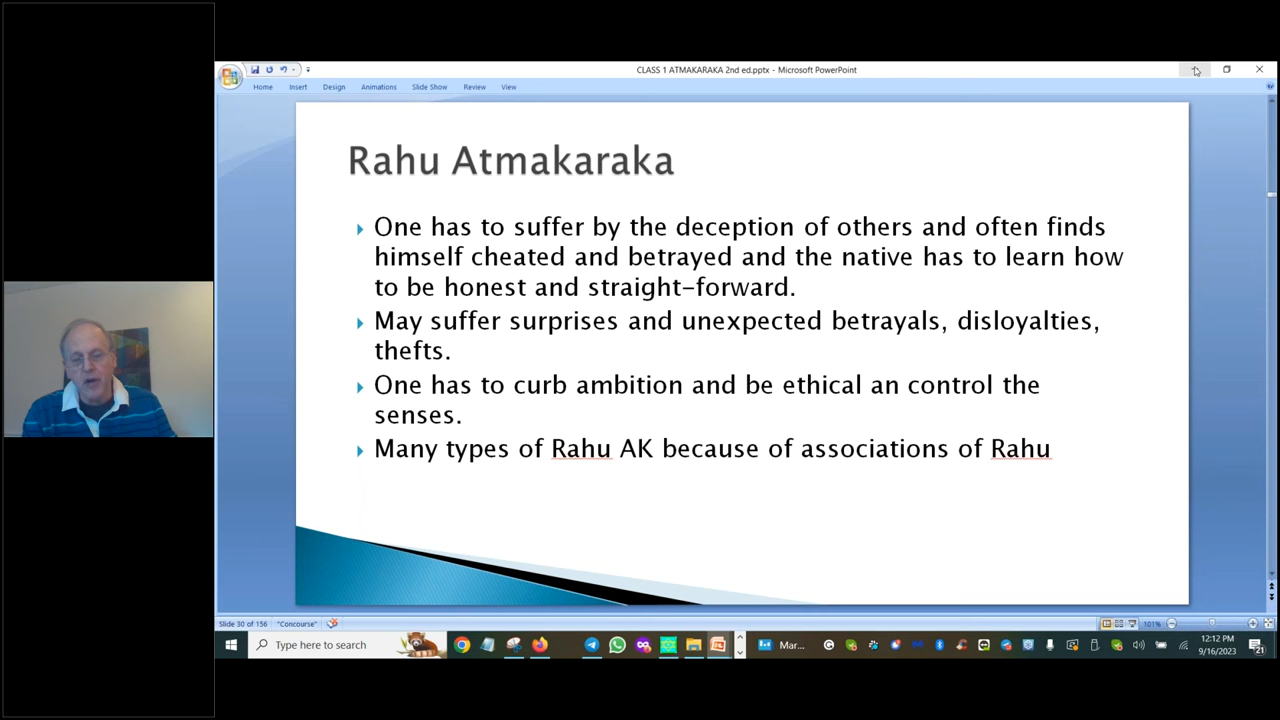 CLASS 1 ATMAKARAKA 2nd ed.pptx - Microsoft PowerPoint
Home Insert Design Animations Slide Show Review View
Rahu Atmakaraka
One has to suffer by the deception of others and often finds
himself cheated and betrayed and the native has to learn how
to be honest and straight-forward.
May suffer surprises and unexpected betrayals, disloyalties,
thefts.
One has to curb ambition and be ethical an control the
senses.
Many types of Rahu AK because of associations of Rahu
Slide 30 of 156 "Concourse" 101%
Type here to search Mar... 12:12 PM
9/16/2023 21